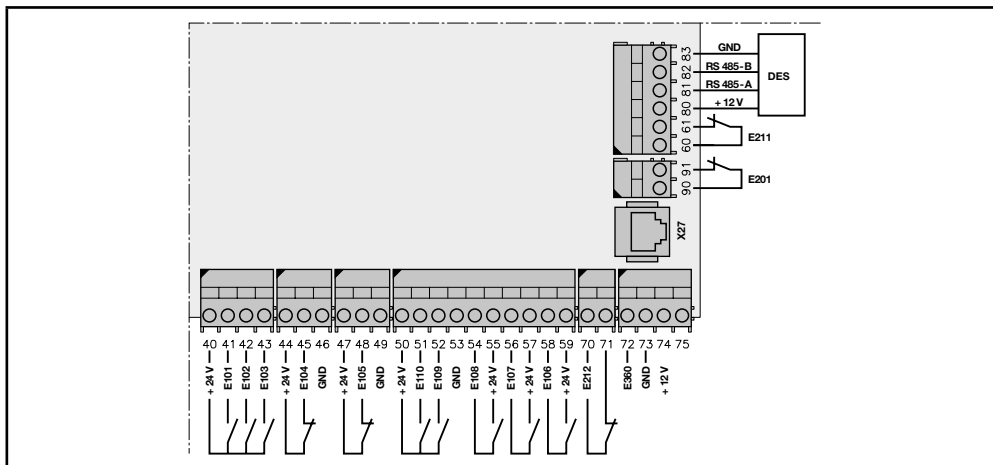 83 GND
82 RS 485-B
81 RS 485-A
80 + 12 V
DES
61
60
E211
91
90
E201
X27
40 41 42 43 44 45 46 47 48 49 50 51 52 53 54 55 56 57 58 59 70 71 72 73 74 75
+ 24 V E101 E102 E103 + 24 V E104 GND + 24 V E105 GND + 24 V E110 E109 GND E108 + 24 V E107 + 24 V E106 + 24 V E212 E360 GND + 12 V